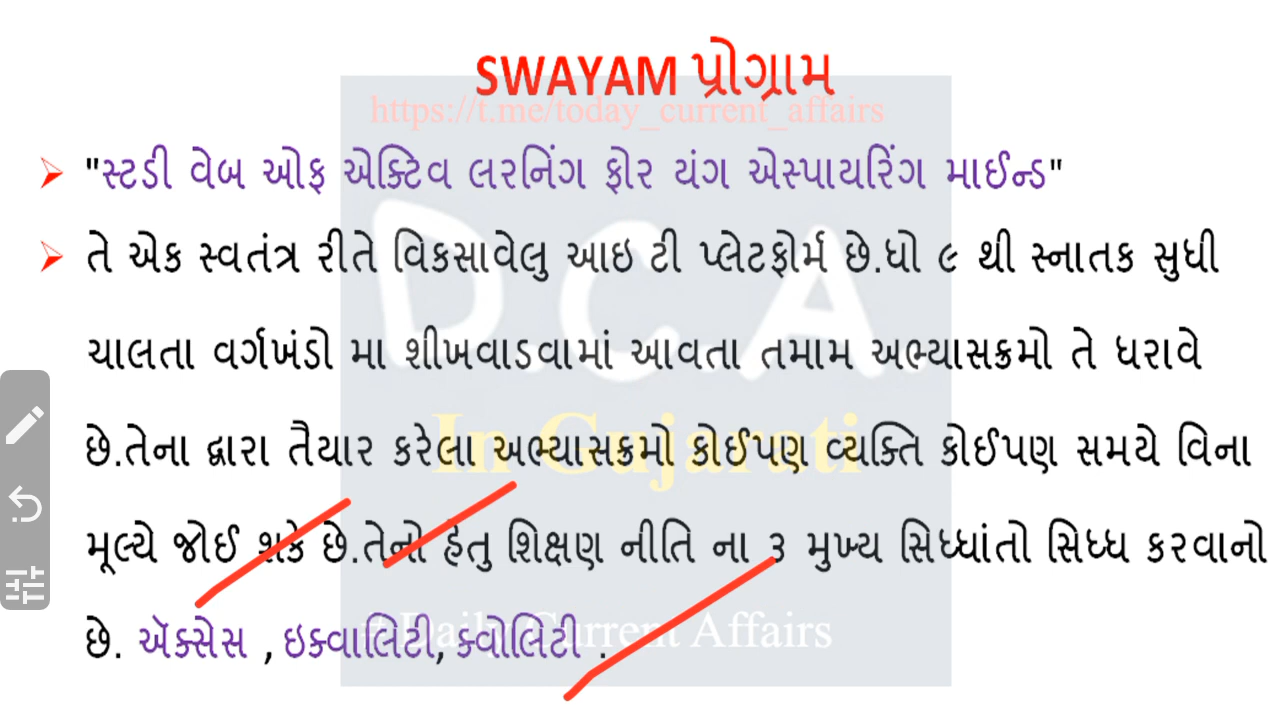 SWAYAM પ્રોગ્રામ
https://t.me/today_current_affairs
"સ્ટડી વેબ ઓફ એક્ટિવ લરનિંગ ફોર યંગ એસ્પાયરિંગ માઈન્ડ"
તે એક સ્વતંત્ર રીતે વિકસાવેલુ આઇ ટી પ્લેટફોર્મ છે.ધો ૯ થી સ્નાતક સુધી
ચાલતા વર્ગખંડો મા શીખવાડવામાં આવતા તમામ અભ્યાસક્રમો તે ધરાવે
છે.તેના દ્વારા તૈયાર કરેલા અભ્યાસક્રમો કોઈપણ વ્યક્તિ કોઈપણ સમયે વિના
મૂલ્યે જોઈ શકે છે.તેનો હેતુ શિક્ષણ નીતિ ના ૩ મુખ્ય સિધ્ધાંતો સિધ્ધ કરવાનો
છે. ઍક્સેસ , ઇક્વાલિટી, ક્વોલિટી .
D.C.A
In Gujarati
# Daily Current Affairs